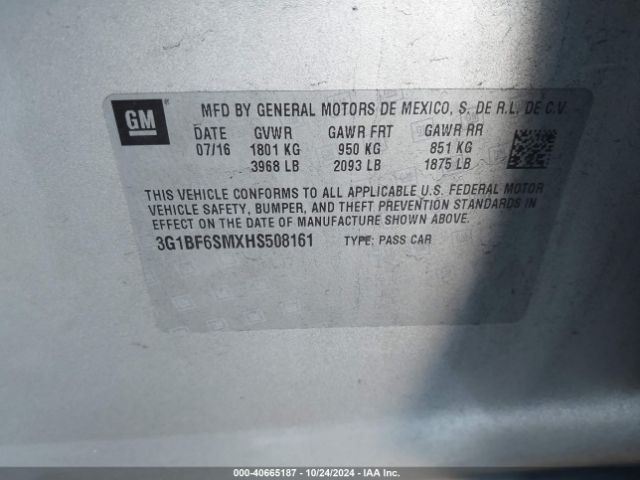 GM
MFD BY GENERAL MOTORS DE MEXICO, S. DE R.L. DE C.V.
DATE GVWR GAWR FRT GAWR RR
07/16 1801 KG 950 KG 851 KG
3968 LB 2093 LB 1875 LB
THIS VEHICLE CONFORMS TO ALL APPLICABLE U.S. FEDERAL MOTOR
VEHICLE SAFETY, BUMPER, AND THEFT PREVENTION STANDARDS IN
EFFECT ON THE DATE OF MANUFACTURE SHOWN ABOVE.
3G1BF6SMXHS508161 TYPE: PASS CAR
000-40665187 - 10/24/2024 - IAA Inc.